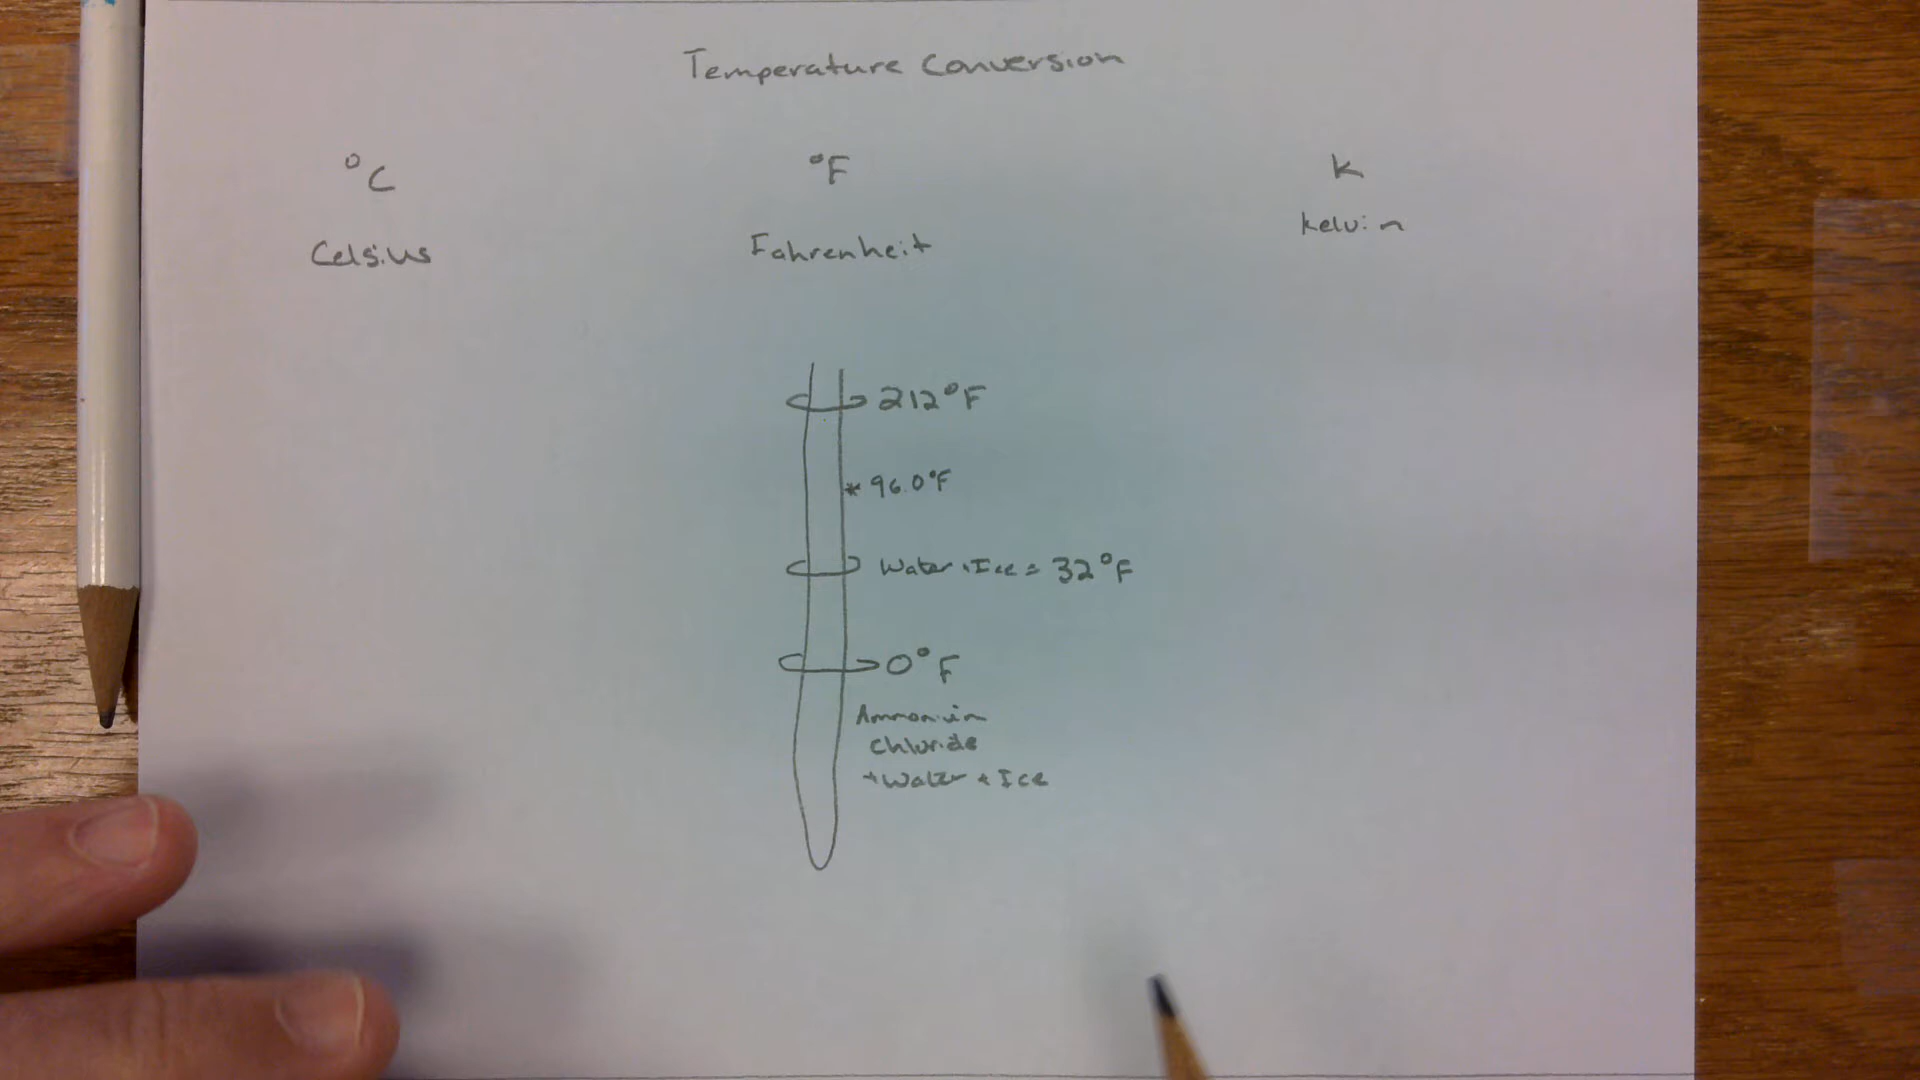 Temperature Conversion
°C
°F
K
Celsius
Fahrenheit
Kelvin
212°F
* 96.0°F
Water + Ice = 32°F
0°F
Ammonium
Chloride
+ Water + Ice